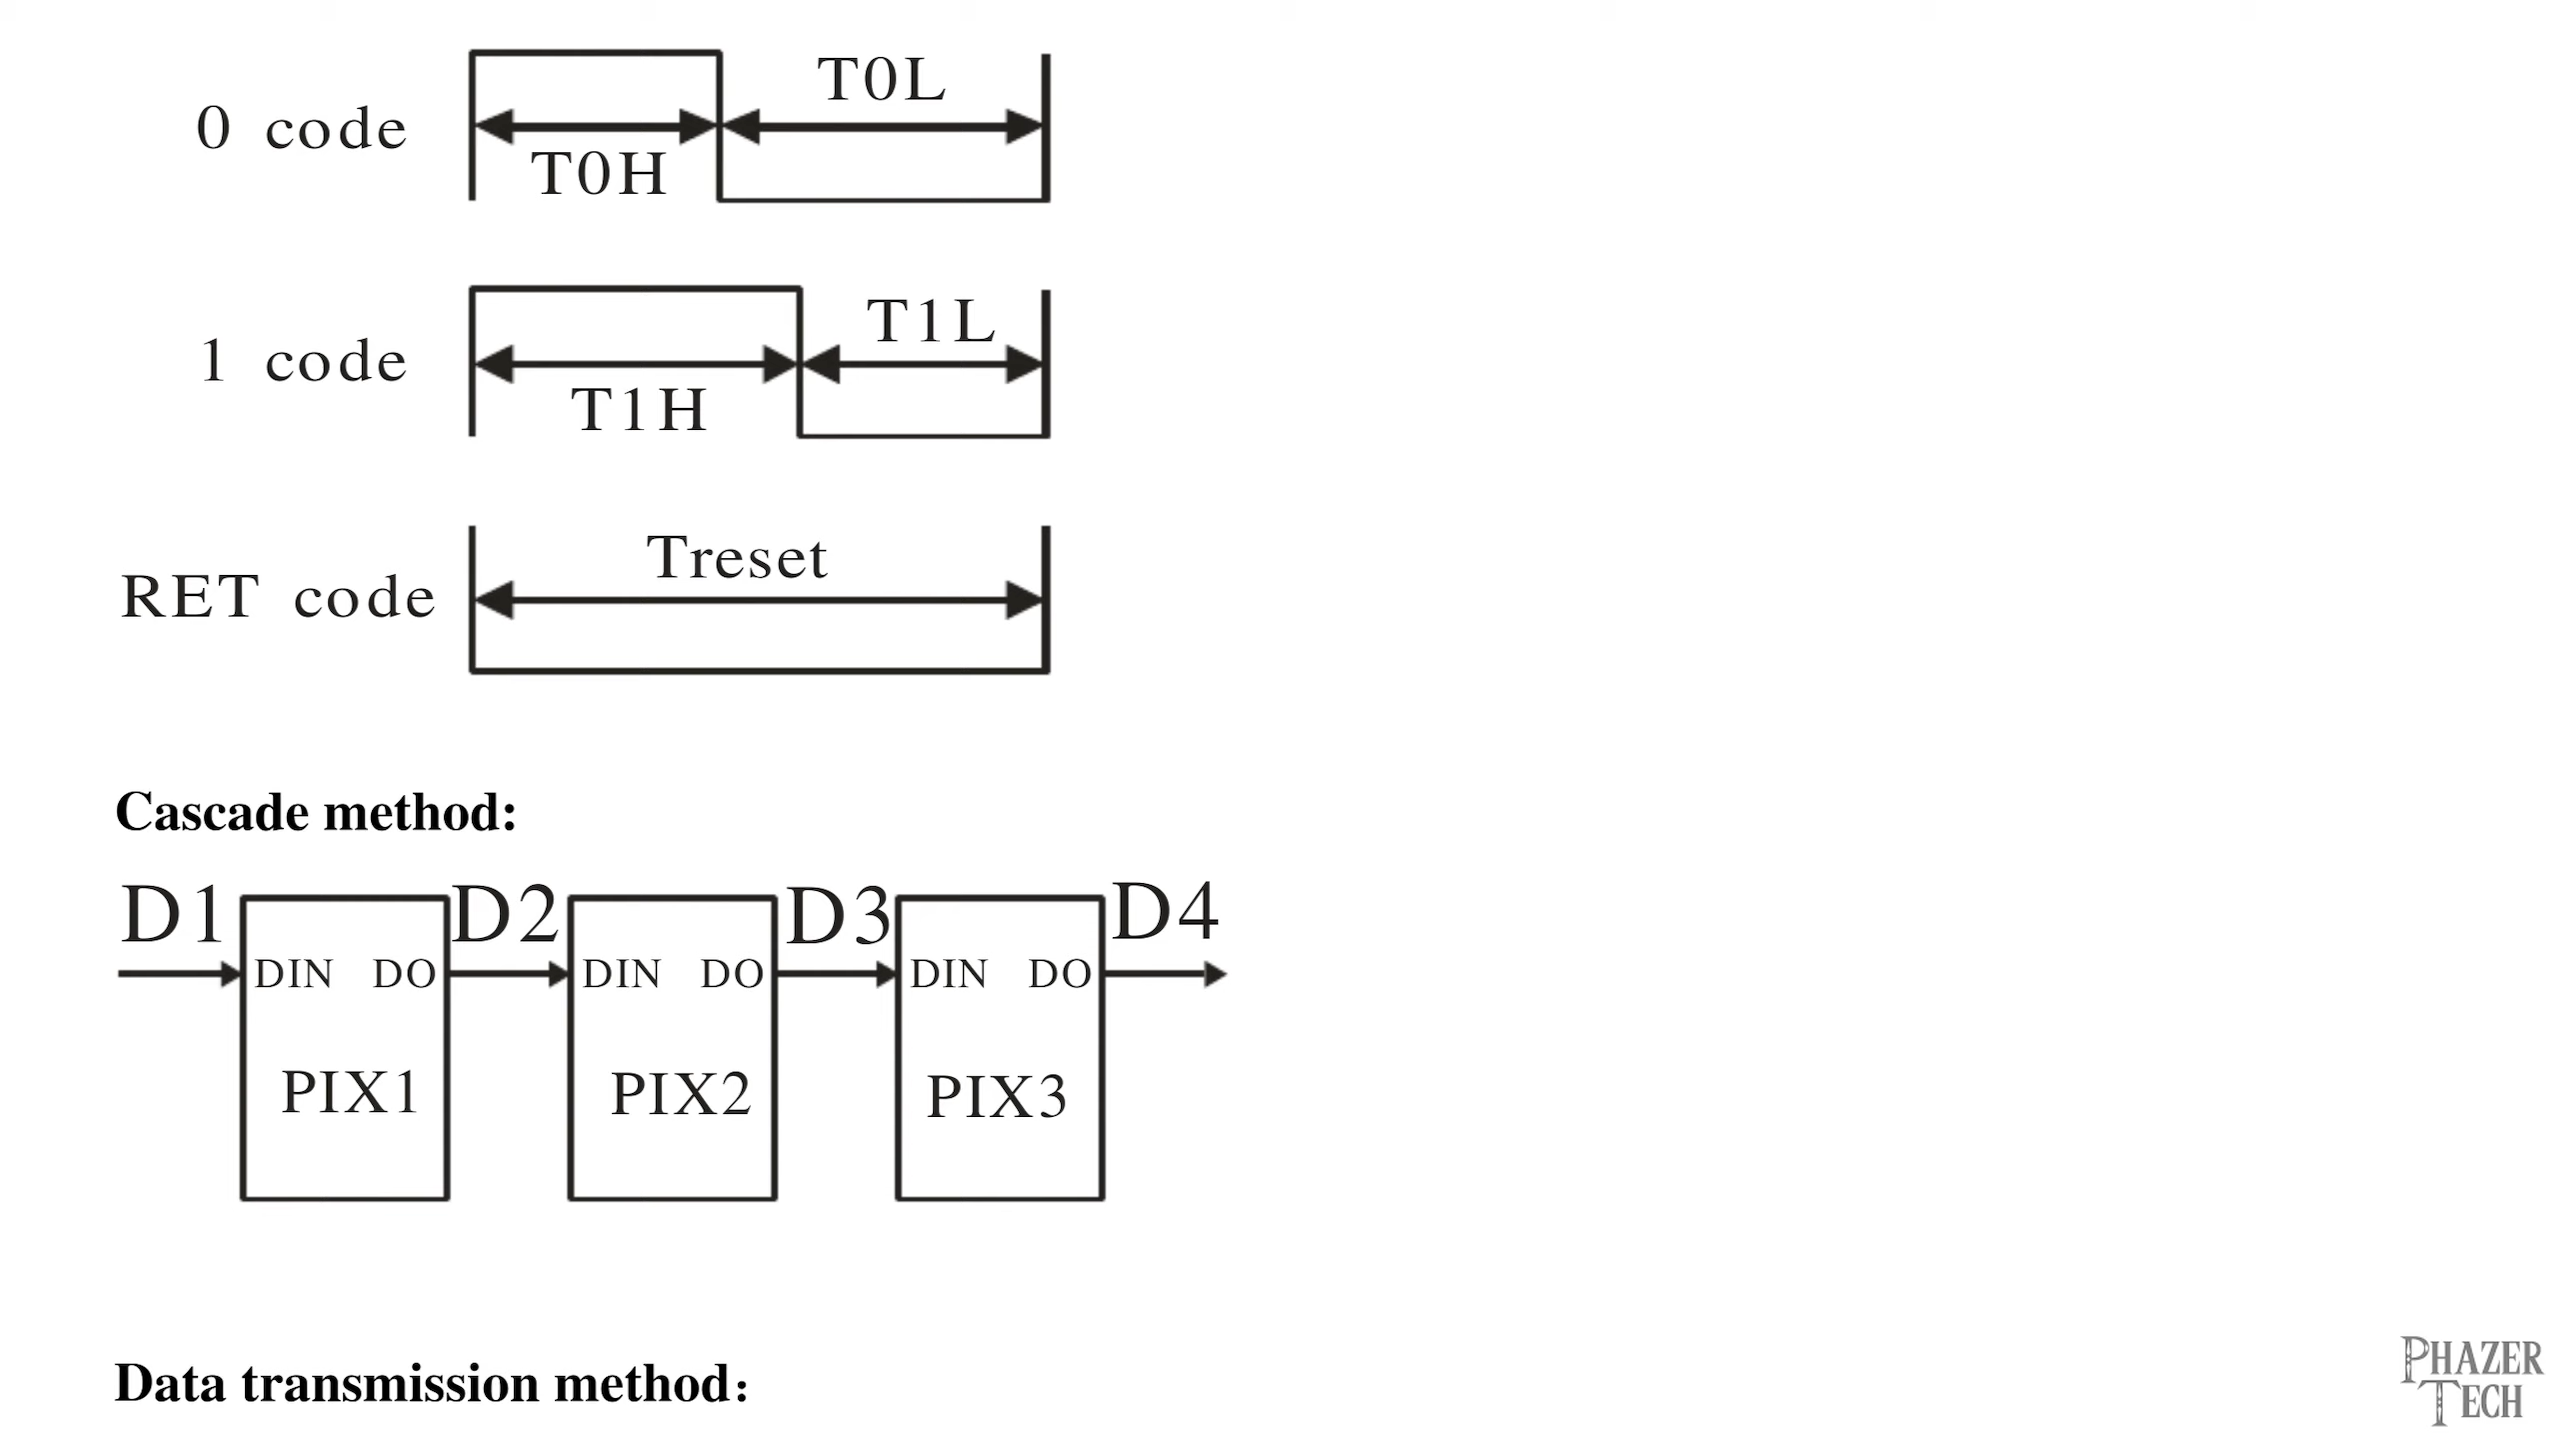 T0L
0 code
T0H
T1L
1 code
T1H
Treset
RET code
Cascade method:
D1 D2 D3 D4
DIN DO DIN DO DIN DO
PIX1 PIX2 PIX3
Data transmission method:
PHAZER
TECH